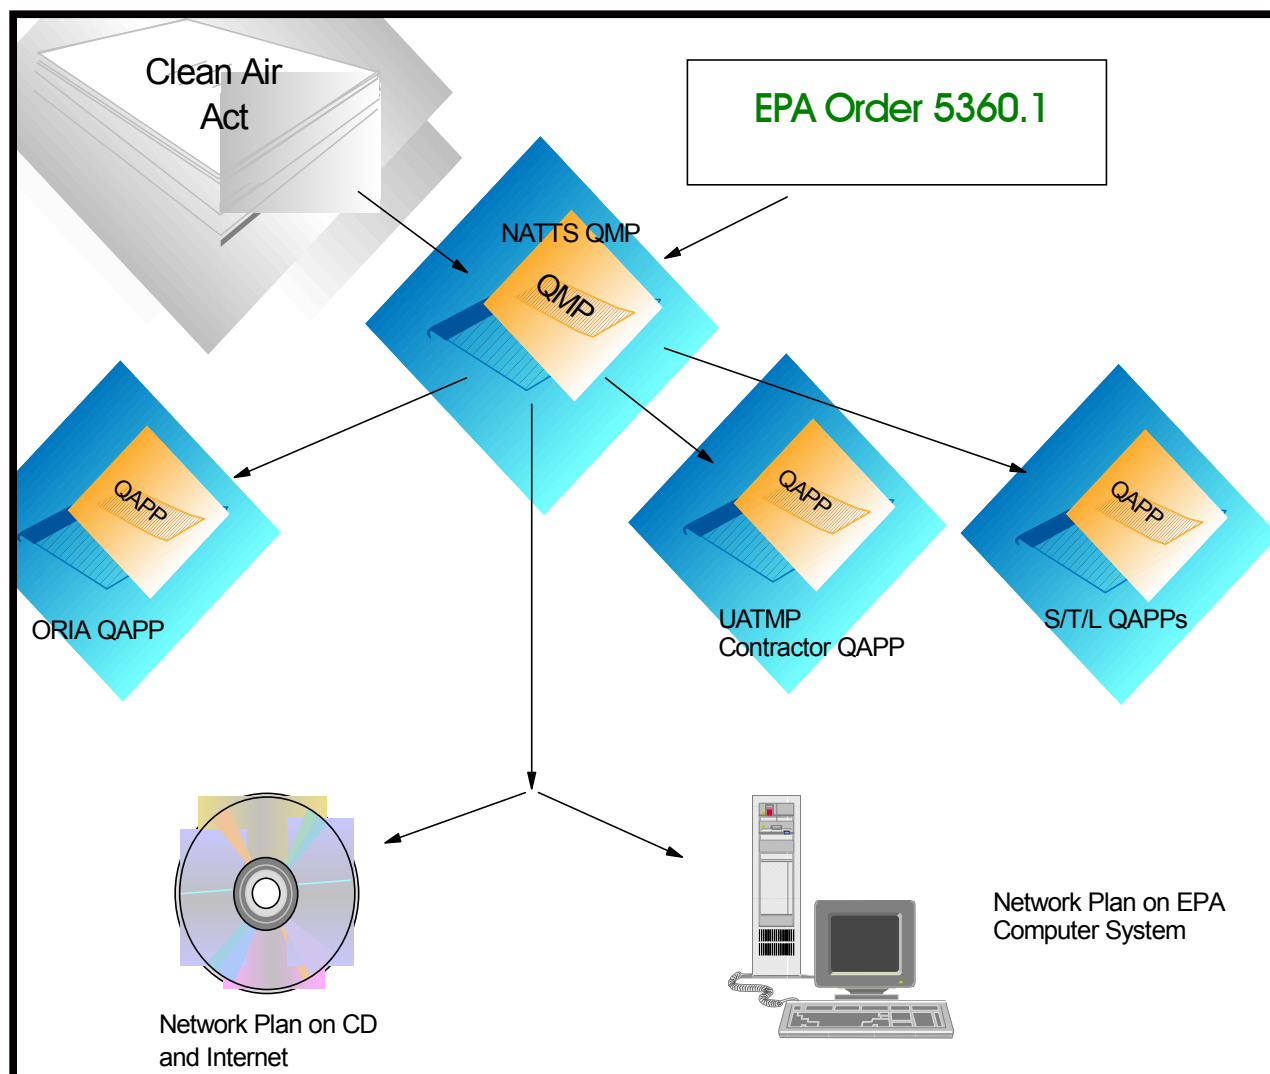 Clean Air
Act
EPA Order 5360.1
NATTS QMP
QMP
QAPP
QAPP
QAPP
ORIA QAPP
UATMP
Contractor QAPP
S/T/L QAPPs
Network Plan on EPA
Computer System
Network Plan on CD
and Internet